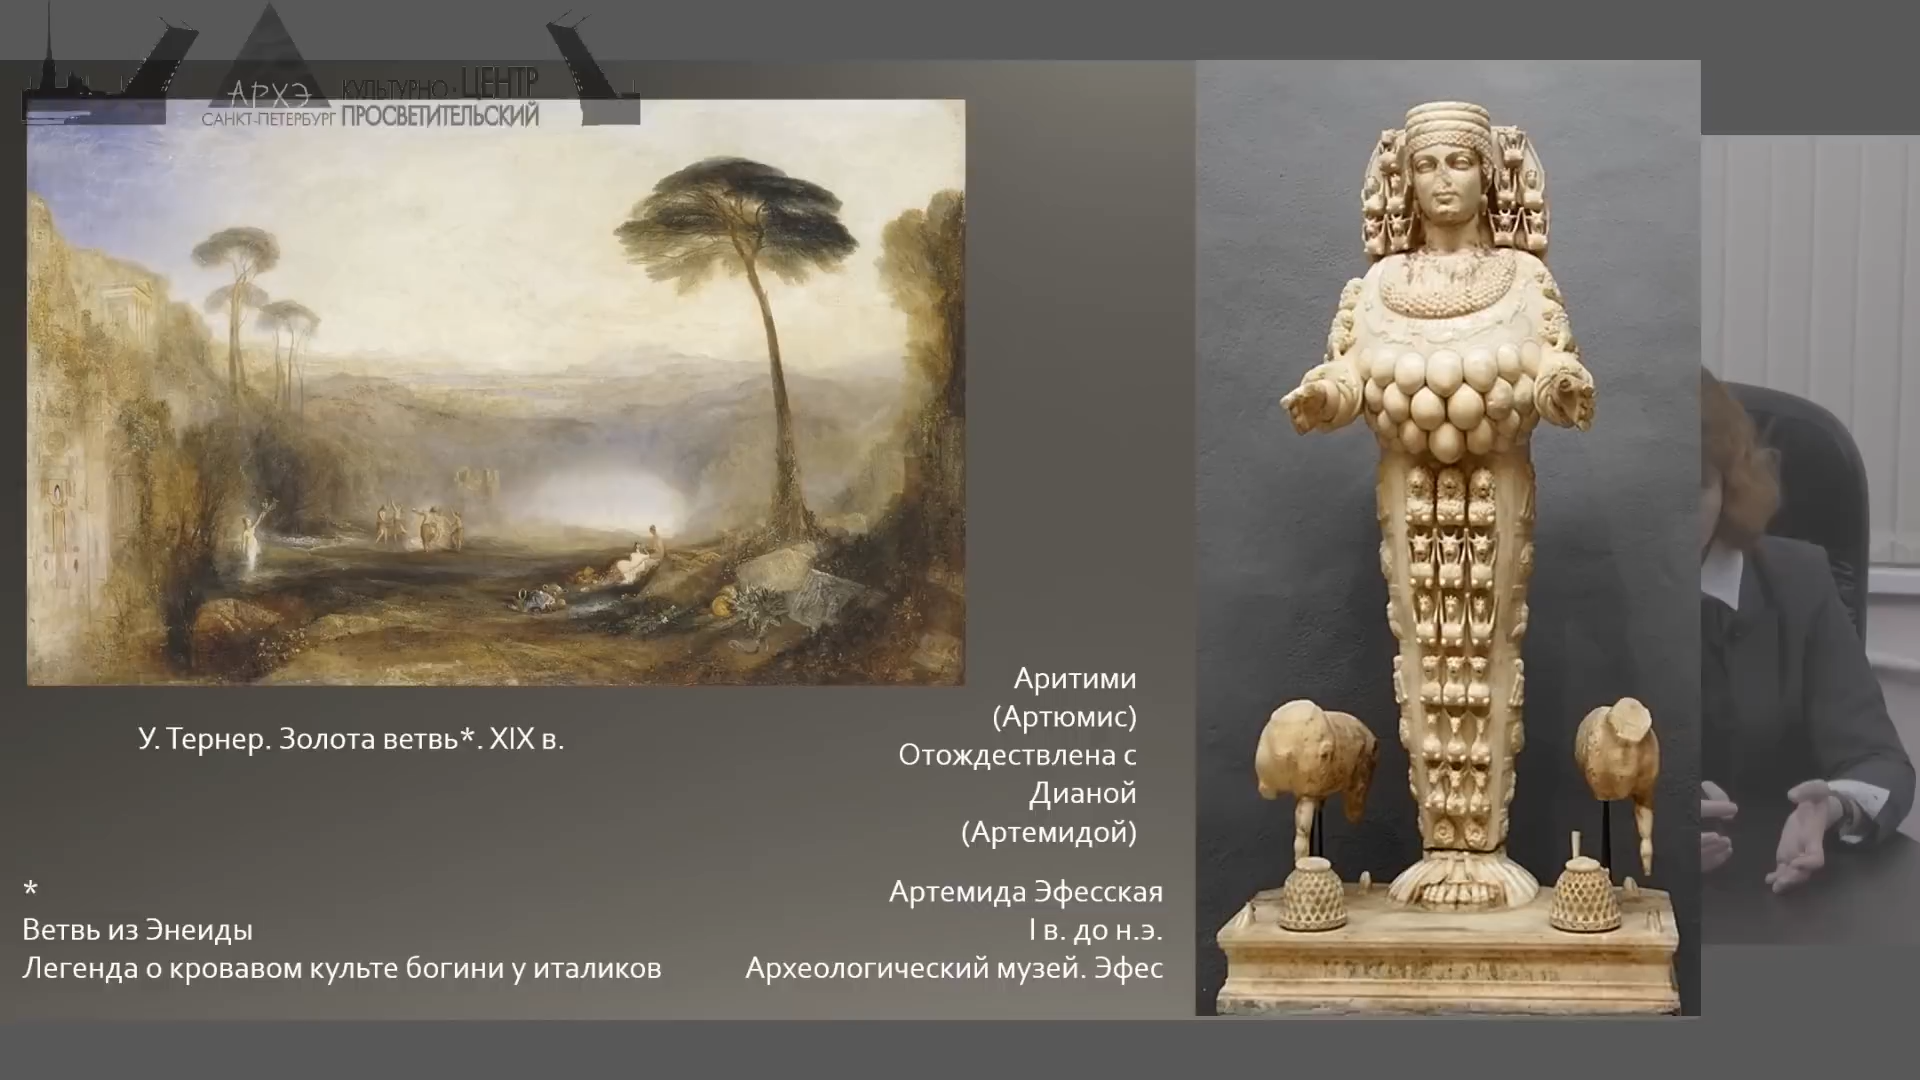 АРХЭ
САНКТ-ПЕТЕРБУРГ
КУЛЬТУРНО - ЦЕНТР
ПРОСВЕТИТЕЛЬСКИЙ
У. Тернер. Золота ветвь*. XIX в.
*
Ветвь из Энеиды
Легенда о кровавом культе богини у италиков
Аритими
(Артюмис)
Отождествлена с
Дианой
(Артемидой)
Артемида Эфесская
I в. до н.э.
Археологический музей. Эфес